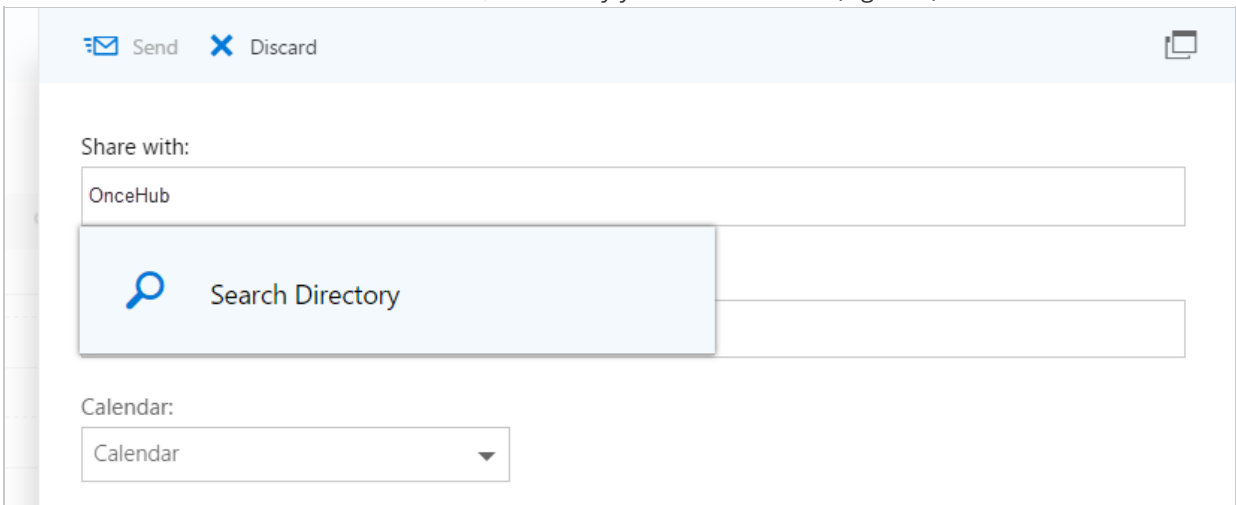 Send Discard
Share with:
OnceHub
Search Directory
Calendar:
Calendar